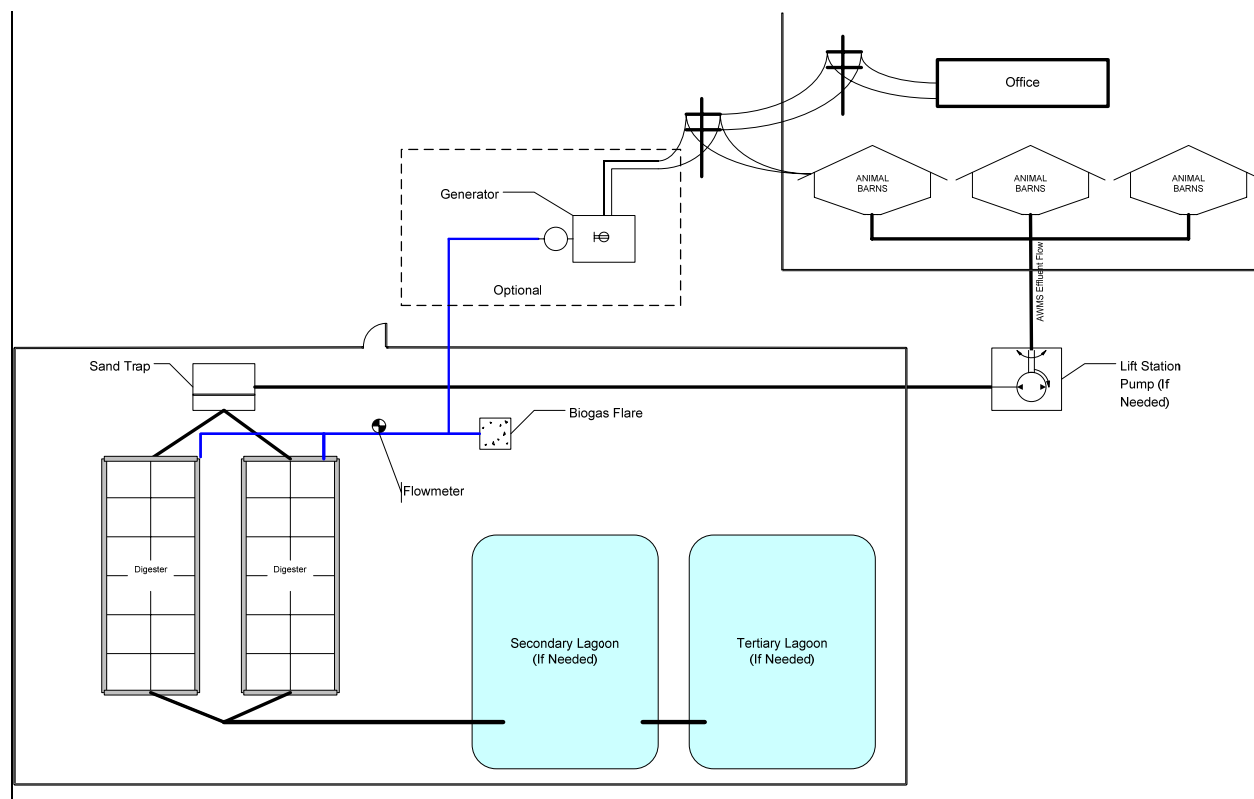 Office
ANIMAL
BARNS
ANIMAL
BARNS
ANIMAL
BARNS
Generator
Optional
AWMS Effluent Flow
Sand Trap
Lift Station
Pump (If
Needed)
Biogas Flare
Flowmeter
Digester
Digester
Secondary Lagoon
(If Needed)
Tertiary Lagoon
(If Needed)